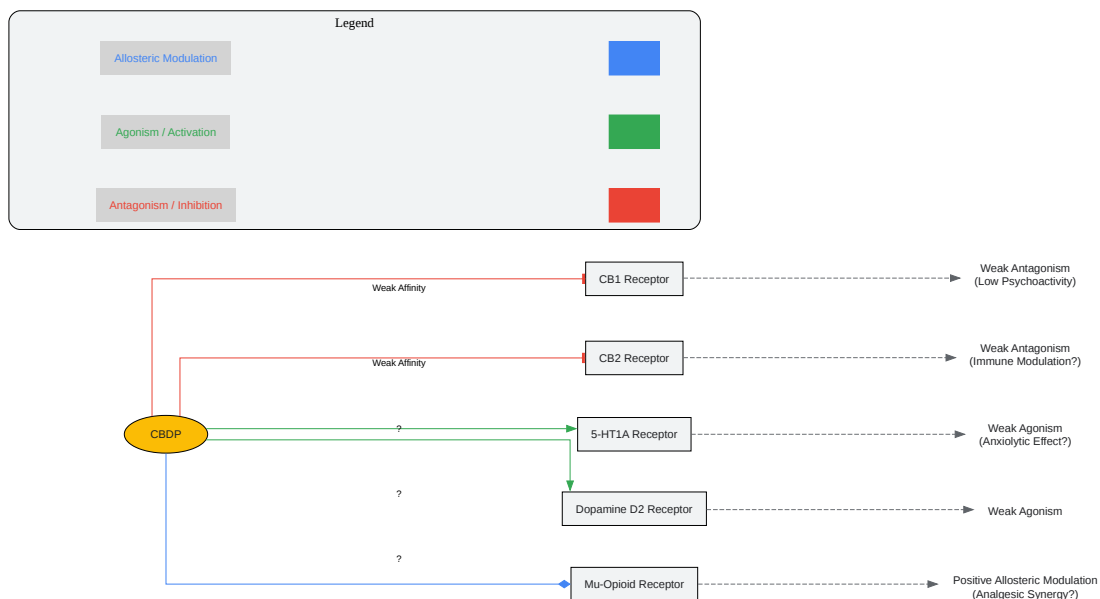 Legend
Allosteric Modulation
Agonism / Activation
Antagonism / Inhibition
CB1 Receptor
Weak Affinity
Weak Antagonism
(Low Psychoactivity)
CB2 Receptor
Weak Affinity
Weak Antagonism
(Immune Modulation?)
CBDP
?
5-HT1A Receptor
Weak Agonism
(Anxiolytic Effect?)
?
Dopamine D2 Receptor
Weak Agonism
?
Mu-Opioid Receptor
Positive Allosteric Modulation
(Analgesic Synergy?)